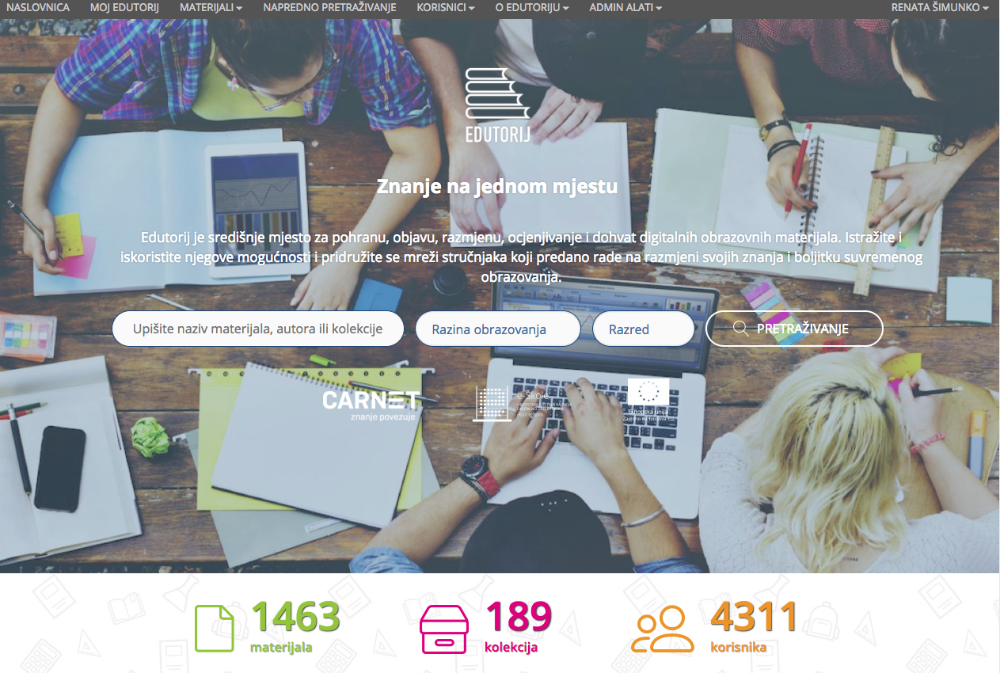 NASLOVNICA MOJ EDUTORIJ MATERIJALI NAPREDNO PRETRAŽIVANJE KORISNICI O EDUTORIJU ADMIN ALATI RENATA ŠIMUNKO
EDUTORIJ
Znanje na jednom mjestu
Edutorij je središnje mjesto za pohranu, objavu, razmjenu, ocjenjivanje i dohvat digitalnih obrazovnih materijala. Istražite i
iskoristite njegove mogućnosti i pridružite se mreži stručnjaka koji predano rade na razmjeni svojih znanja i boljitku suvremenog
obrazovanja.
Upišite naziv materijala, autora ili kolekcije Razina obrazovanja Razred PRETRAŽIVANJE
CARNET
znanje povezuje
e-Škole
Europska unija
Zajedno do fondova EU
1463 189 4311
materijala kolekcija korisnika